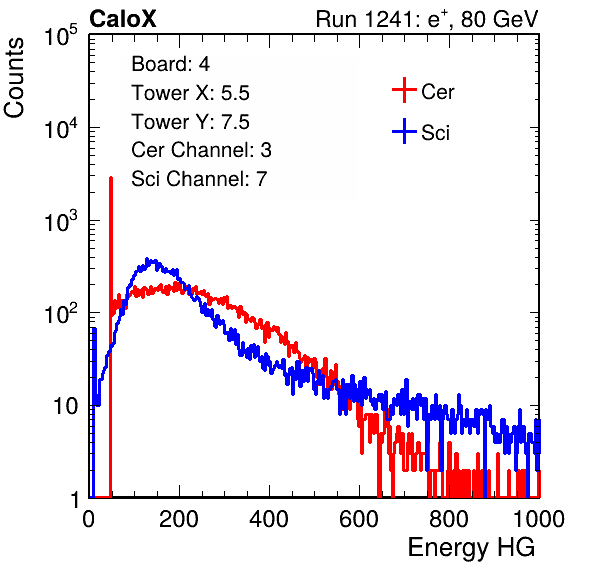 CaloX Run 1241: e⁺, 80 GeV
Counts
Board: 4
Tower X: 5.5
Tower Y: 7.5
Cer Channel: 3
Sci Channel: 7
Cer
Sci
10⁵
10⁴
10³
10²
10
1
0 200 400 600 800 1000
Energy HG